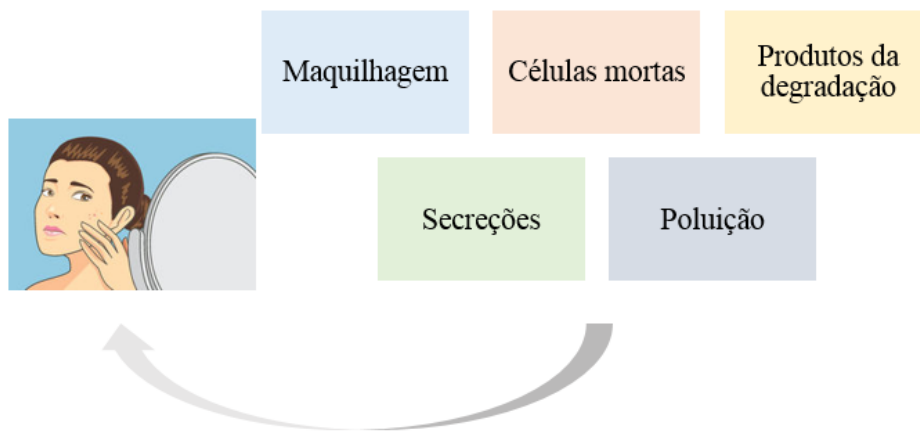 Maquilhagem
Células mortas
Produtos da
degradação
Secreções
Poluição